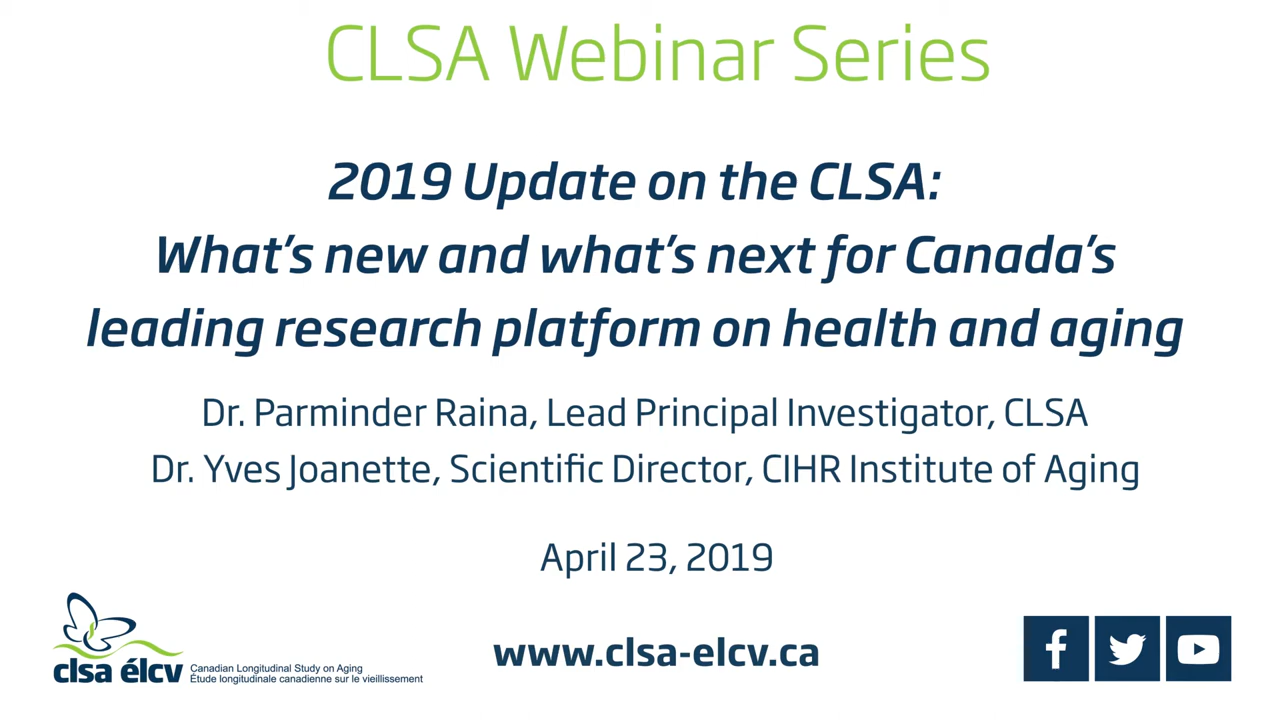 CLSA Webinar Series
2019 Update on the CLSA:
What's new and what's next for Canada's
leading research platform on health and aging
Dr. Parminder Raina, Lead Principal Investigator, CLSA
Dr. Yves Joanette, Scientific Director, CIHR Institute of Aging
April 23, 2019
clsa élcv
Canadian Longitudinal Study on Aging
Étude longitudinale canadienne sur le vieillissement
www.clsa-elcv.ca